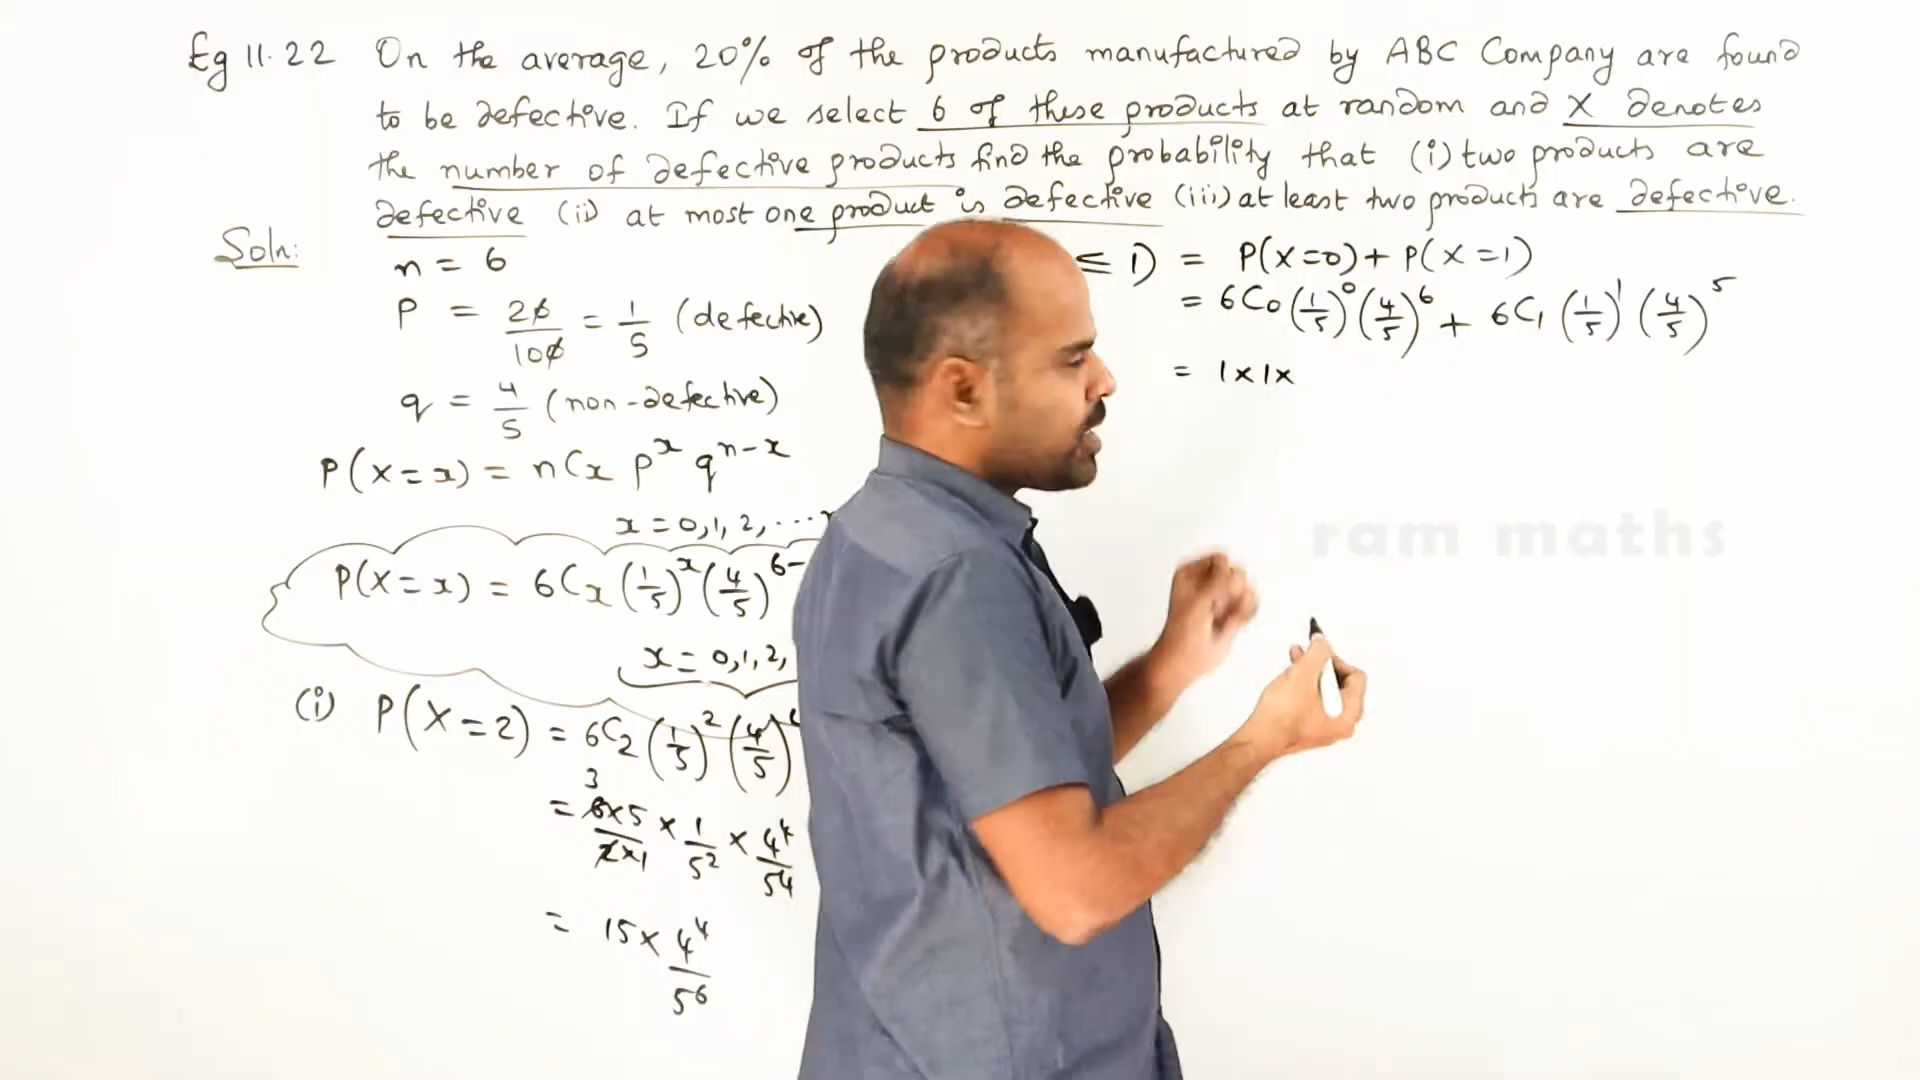 Eg 11.22 On the average, 20% of the products manufactured by ABC Company are found
to be defective. If we select 6 of these products at random and X denotes
the number of defective products find the probability that (i) two products are
defective (ii) at most one product is defective (iii) at least two products are defective.
Soln:
n = 6
P = 20/100 = 1/5 (defective)
q = 4/5 (non-defective)
P(X=x) = nCx p^x q^(n-x)
x = 0,1,2,...
P(X=x) = 6Cx (1/5)^x (4/5)^6-
x = 0,1,2,
(i) P(X=2) = 6C2 (1/5)^2 (4/5)
3
= 6x5/2x1 x 1/5^2 x 4^4/5^4
= 15 x 4^4/5^6
≤ 1) = P(X=0) + P(X=1)
= 6C0 (1/5)^0 (4/5)^6 + 6C1 (1/5)^1 (4/5)^5
= 1x1x
ram maths